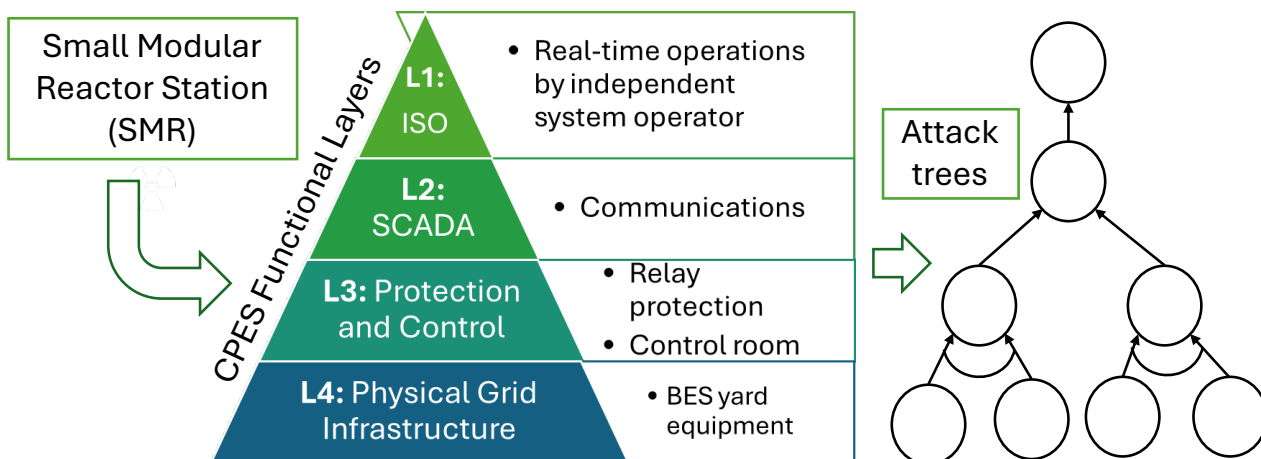 Small Modular
Reactor Station
(SMR)
CPES Functional Layers
L1:
ISO
• Real-time operations
by independent
system operator
L2:
SCADA
• Communications
L3: Protection
and Control
• Relay
protection
• Control room
L4: Physical Grid
Infrastructure
• BES yard
equipment
Attack
trees